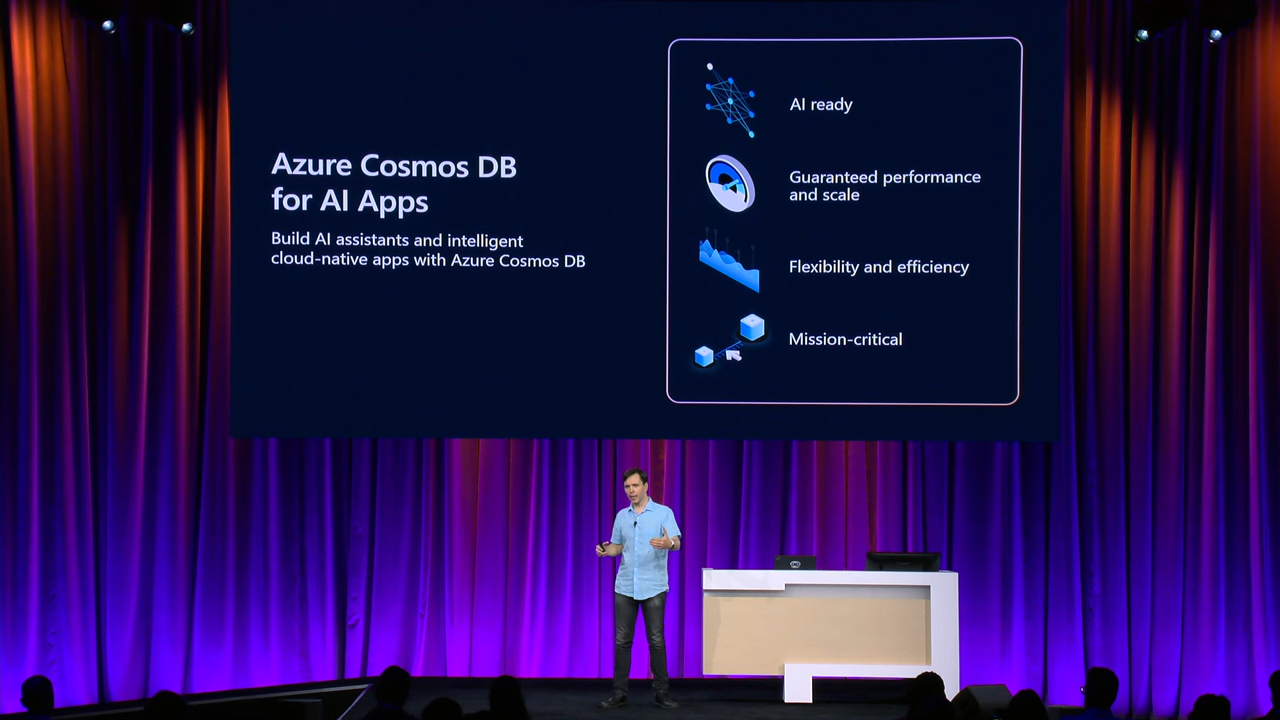 Azure Cosmos DB
for AI Apps
Build AI assistants and intelligent
cloud-native apps with Azure Cosmos DB
AI ready
Guaranteed performance
and scale
Flexibility and efficiency
Mission-critical